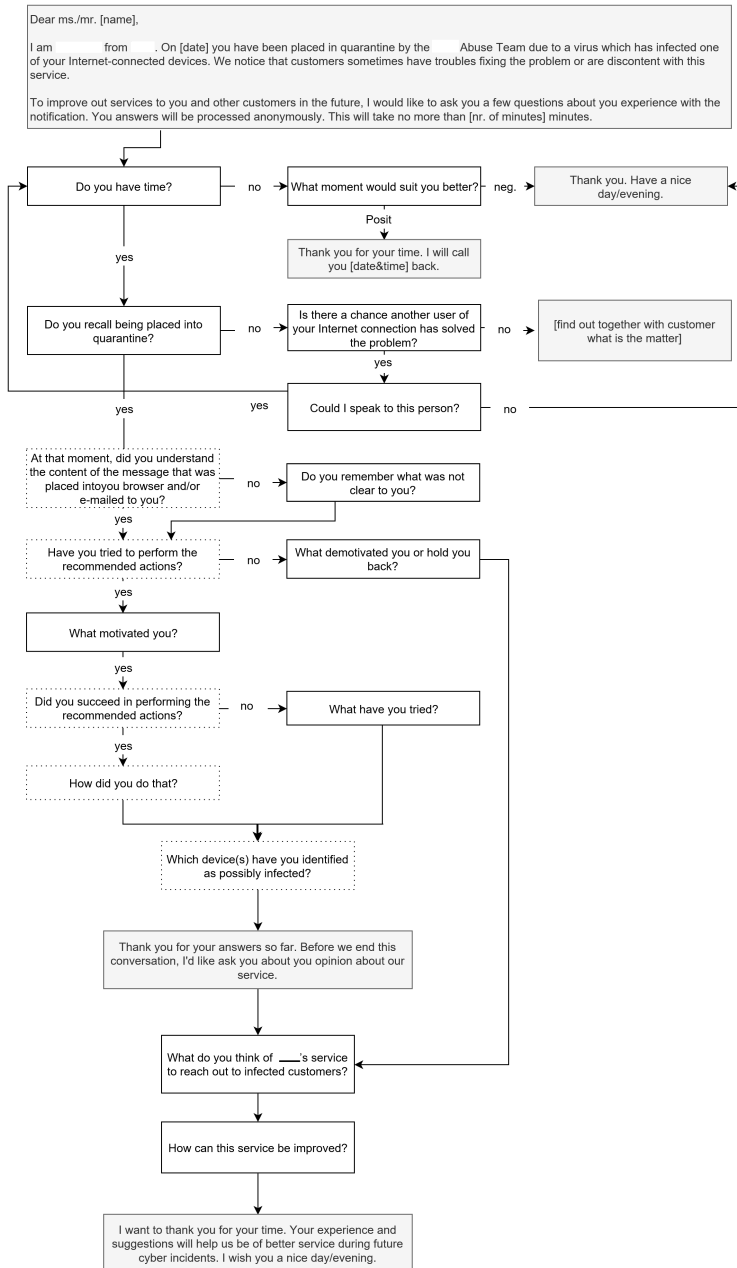 Dear ms./mr. [name],
I am from . On [date] you have been placed in quarantine by the Abuse Team due to a virus which has infected one
of your Internet-connected devices. We notice that customers sometimes have troubles fixing the problem or are discontent with this
service.
To improve out services to you and other customers in the future, I would like to ask you a few questions about you experience with the
notification. You answers will be processed anonymously. This will take no more than [nr. of minutes] minutes.
Do you have time?
no
What moment would suit you better?
neg.
Thank you. Have a nice
day/evening.
Posit
Thank you for your time. I will call
you [date&time] back.
yes
Do you recall being placed into
quarantine?
no
Is there a chance another user of
your Internet connection has solved
the problem?
no
[find out together with customer
what is the matter]
yes
Could I speak to this person?
yes
no
yes
At that moment, did you understand
the content of the message that was
placed intoyou browser and/or
e-mailed to you?
no
Do you remember what was not
clear to you?
yes
Have you tried to perform the
recommended actions?
no
What demotivated you or hold you
back?
yes
What motivated you?
yes
Did you succeed in performing the
recommended actions?
no
What have you tried?
yes
How did you do that?
Which device(s) have you identified
as possibly infected?
Thank you for your answers so far. Before we end this
conversation, I'd like ask you about you opinion about our
service.
What do you think of ___'s service
to reach out to infected customers?
How can this service be improved?
I want to thank you for your time. Your experience and
suggestions will help us be of better service during future
cyber incidents. I wish you a nice day/evening.